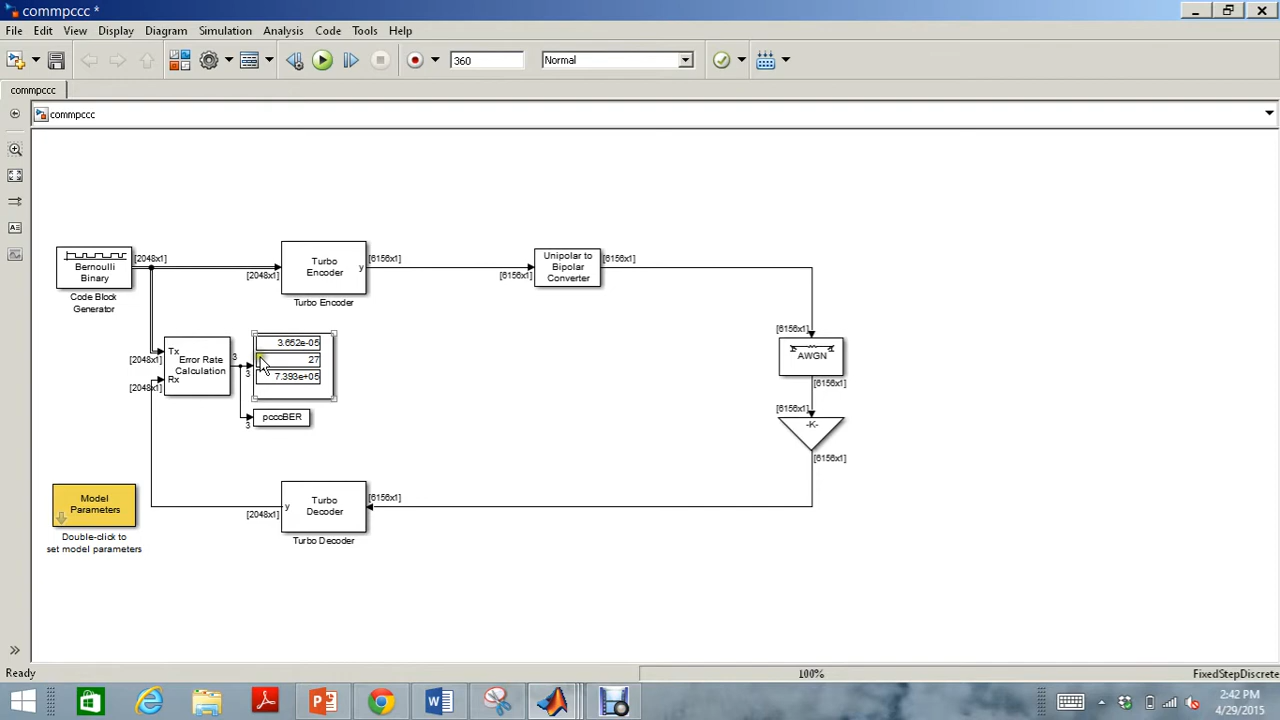 commpccc *
File Edit View Display Diagram Simulation Analysis Code Tools Help
360
Normal
commpccc
commpccc
Bernoulli
Binary
Code Block
Generator
[2048x1]
[2048x1]
Turbo
Encoder
y
Turbo Encoder
[6156x1]
[6156x1]
Unipolar to
Bipolar
Converter
[6156x1]
[6156x1]
AWGN
[6156x1]
[6156x1]
-K-
[6156x1]
Tx
[2048x1]
Rx
[2048x1]
Error Rate
Calculation
3
3
3.652e-05
27
7.393e+05
3
pcccBER
Model
Parameters
Double-click to
set model parameters
[2048x1]
y
Turbo
Decoder
Turbo Decoder
[6156x1]
Ready
100%
FixedStepDiscrete
2:42 PM
4/29/2015